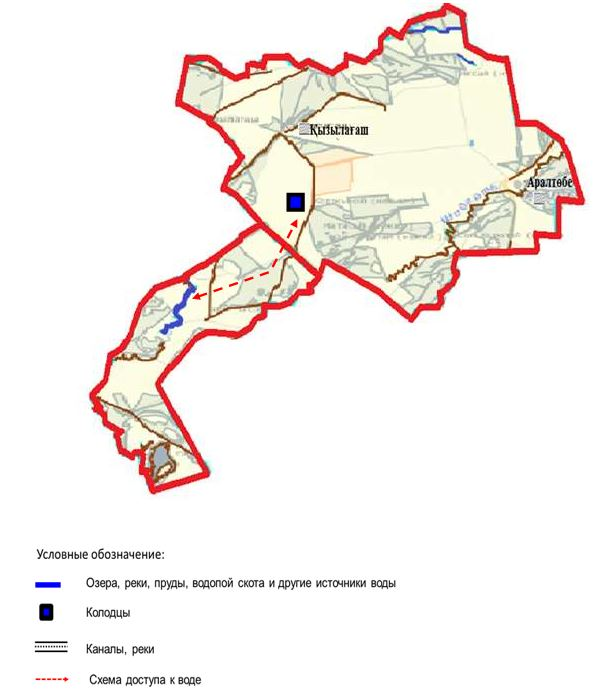 Қызылағаш
Аралтөбе
Условные обозначение:
Озера, реки, пруды, водопой скота и другие источники воды
Колодцы
Каналы, реки
Схема доступа к воде